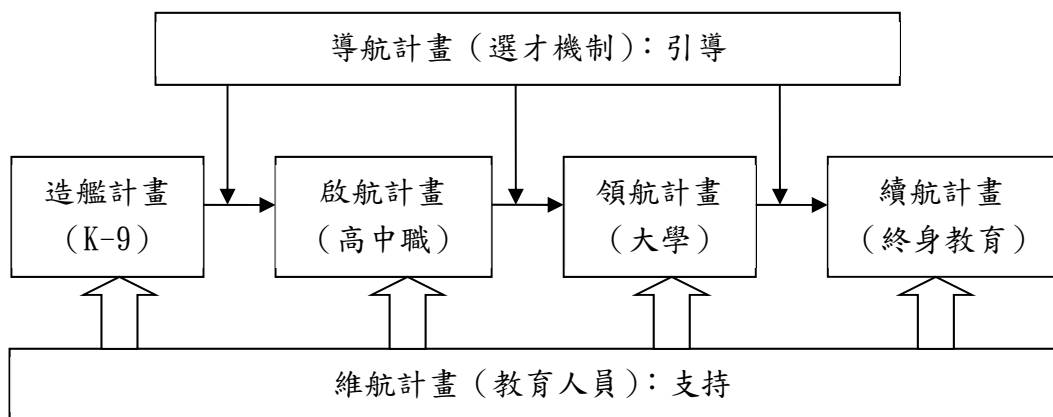 導航計畫（選才機制）：引導
造艦計畫
（K-9）
啟航計畫
（高中職）
領航計畫
（大學）
續航計畫
（終身教育）
維航計畫（教育人員）：支持